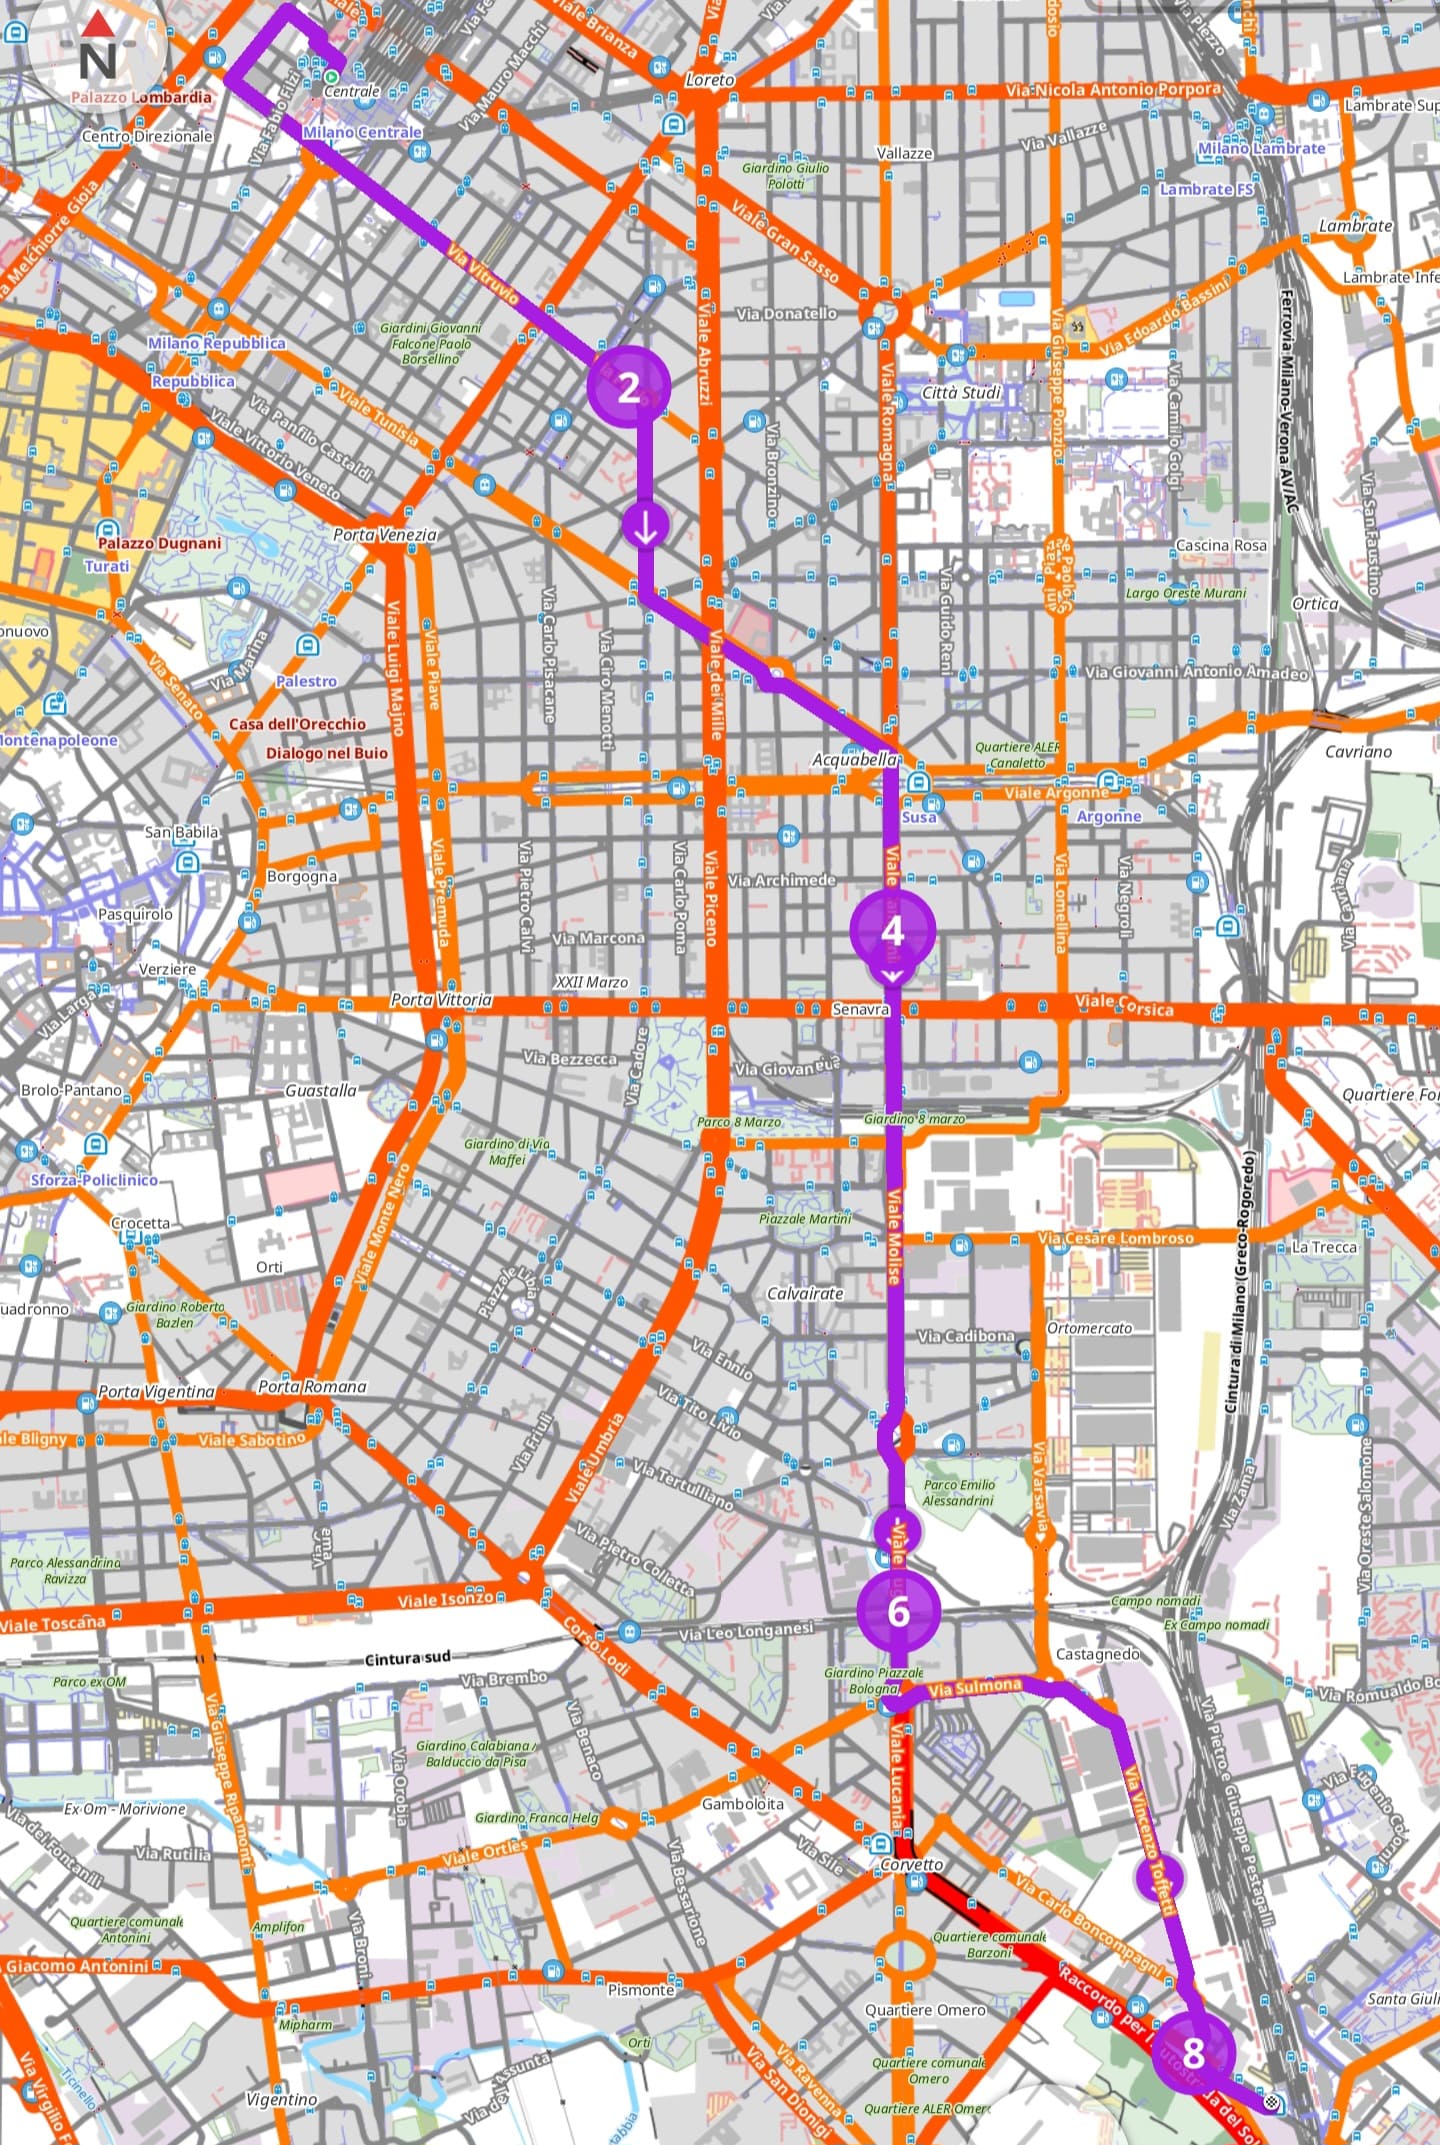 Viale Brianza
Via Mauro Macchi
Loreto
Via Nicola Antonio Porpora
Via Piezzo
N
Centrale
Palazzo Lombardia
Lambrate Sup
Centro Direzionale
Milano Centrale
Via Vallazze
Vallazze
Milano Lambrate
Giardino Giulio
Polotti
Lambrate FS
Viale Gran Sasso
Lambrate
Via Vitruvio
Lambrate Infe
Via Edoardo Bassini
Via Donatello
Giardini Giovanni
Falcone Paolo
Borsellino
Milano Repubblica
Repubblica
Viale Abruzzi
Via Giuseppe Ponzio
Ferrovia Milano-Verona AV/AC
2
Città Studi
Viale Romagna
Via Camilo Golgi
Viale Tunisia
Via Panfilo Castaldi
Viale Vittorio Veneto
Via Bronzino
Via San Faustino
Porta Venezia
Palazzo Dugnani
Turati
Cascina Rosa
Largo Oreste Murani
Ortica
onuovo
Via Marina
Via Senato
Palestro
Viale Luigi Majno
Viale Piave
Via Carlo Pisacane
Via Ciro Menotti
Viale dei Mille
Via Guido Reni
Via Giovanni Antonio Amadeo
Casa dell'Orecchio
Dialogo nel Buio
Montenapoleone
Acquabella
Quartiere ALER
Canaletto
Cavriano
Viale Argonne
Susa
Argonne
San Babila
Borgogna
Viale Premuda
Via Pietro Calvi
Via Carlo Poma
Viale Piceno
Via Archimede
Via Lomellina
Via Negroli
Via Cavriana
Pasquirolo
4
Via Marcona
Verziere
XXII Marzo
Via Larga
Porta Vittoria
Senavra
Viale Corsica
Via Bezzecca
Via Cadore
Brolo-Pantano
Guastalla
Quartiere For
Parco 8 Marzo
Giardino 8 marzo
Giardino di Via
Maffei
Sforza-Policlinico
Viale Monte Nero
Crocetta
Piazzale Martini
Viale Molise
Via Cesare Lombroso
La Trecca
Orti
Piazzale Libia
Calvairate
uadronno
Giardino Roberto
Bazlen
Via Cadibona
Ortomercato
Cintura di Milano (Greco-Rogoredo)
Via Ennio
Porta Vigentina
Porta Romana
Via Tito Livio
Via Friuli
Viale Umbria
ale Bligny
Viale Sabotino
Via Tertulliano
Parco Emilio
Alessandrini
Via Varsavia
Via Zama
Via Oreste Salomone
Parco Alessandrina
Ravizza
Via Pietro Colletta
Viale Toscana
Viale Isonzo
Campo nomadi
Ex Campo nomadi
6
Via Leo Longanesi
Corso Lodi
Cintura sud
Castagnedo
Parco ex OM
Via Brembo
Giardino Piazzale
Bologna
Via Sulmona
Via Romualdo Bo
Via Giuseppe Ripamonti
Via Benaco
Giardino Calabiana /
Balduccio da Pisa
Via Orobia
Viale Lucania
Via Vincenzo Toffetti
Via Pietro e Giuseppe Pestagalli
Ex Om - Morivione
Giardino Franca Helg
Gamboloita
Via dei Fontanili
Via Rutilia
Viale Ortles
Via Sile
Via Eugenio Colorni
Corvetto
Via Bessarione
Via Carlo Boncompagni
Quartiere comunale
Antonini
Amplifon
Via Broni
Quartiere comunale
Barzoni
Giacomo Antonini
Pismonte
Raccordo per l'autostrada del Sol
Quartiere Omero
Santa Giuli
Mipharm
Orti
8
Quartiere comunale
Omero
Via dell'Assunta
Via Ravenna
Via San Dionigi
Via Virgilio F
Ticinello
Vigentino
Quartiere ALER Omero